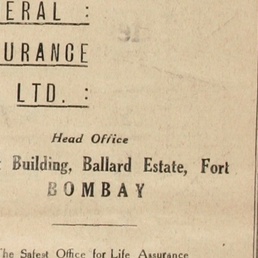 ERAL :
URANCE
LTD. :
Head Office
Building, Ballard Estate, Fort
BOMBAY
The Safest Office for Life Assurance